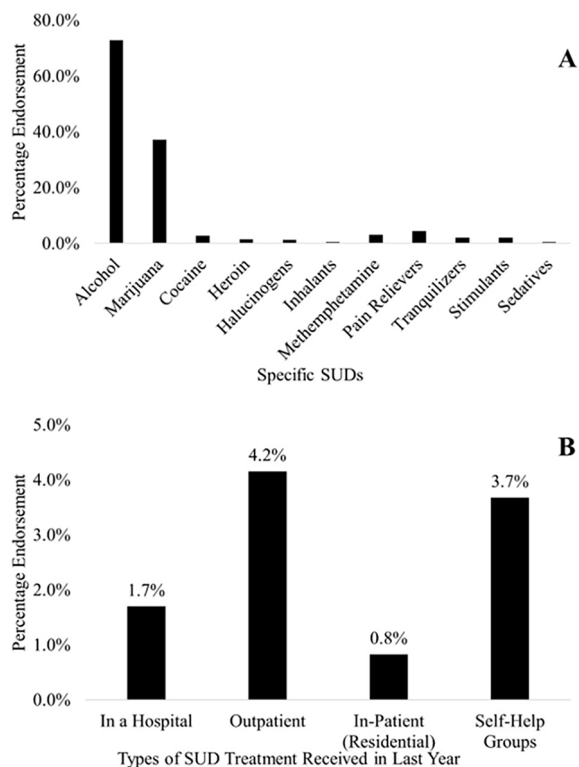 80.0%
A
60.0%
40.0%
20.0%
0.0%
Percentage Endorsement
Alcohol
Marijuana
Cocaine
Heroin
Halucinogens
Inhalants
Methemphetamine
Pain Relievers
Tranquilizers
Stimulants
Sedatives
Specific SUDs
5.0%
B
4.0%
3.0%
2.0%
1.0%
0.0%
Percentage Endorsement
1.7%
4.2%
0.8%
3.7%
In a Hospital
Outpatient
In-Patient
(Residential)
Self-Help
Groups
Types of SUD Treatment Received in Last Year